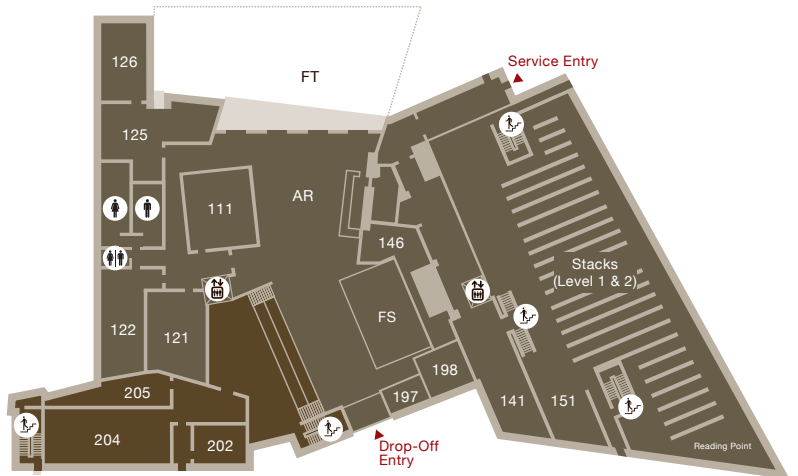 126
FT
Service Entry
125
AR
111
146
Stacks
(Level 1 & 2)
FS
122
121
198
205
197
141
151
204
202
Drop-Off
Entry
Reading Point